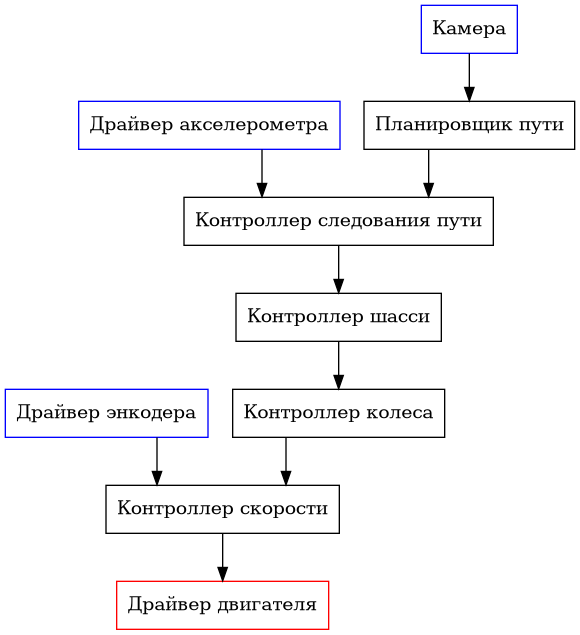 Камера
Драйвер акселерометра
Планировщик пути
Контроллер следования пути
Контроллер шасси
Драйвер энкодера
Контроллер колеса
Контроллер скорости
Драйвер двигателя